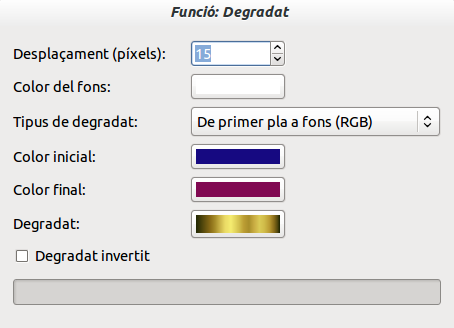 Funció: Degradat
Desplaçament (píxels): 15
Color del fons:
Tipus de degradat: De primer pla a fons (RGB)
Color inicial:
Color final:
Degradat:
Degradat invertit